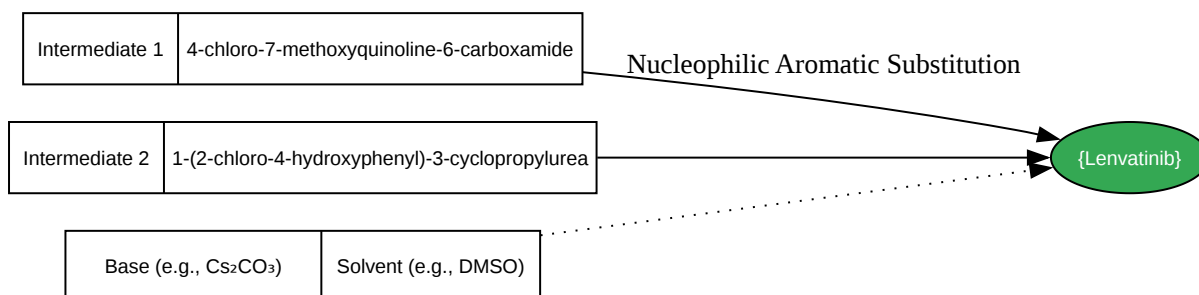 Intermediate 1 4-chloro-7-methoxyquinoline-6-carboxamide
Nucleophilic Aromatic Substitution
Intermediate 2 1-(2-chloro-4-hydroxyphenyl)-3-cyclopropylurea
{Lenvatinib}
Base (e.g., Cs₂CO₃) Solvent (e.g., DMSO)